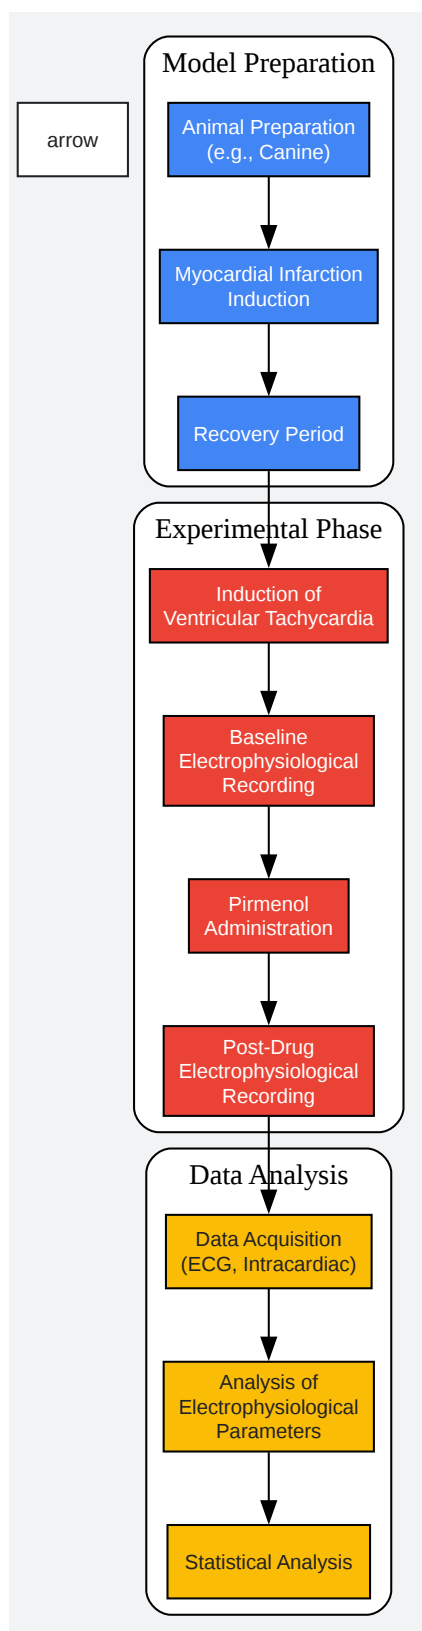 Model Preparation
arrow
Animal Preparation
(e.g., Canine)
Myocardial Infarction
Induction
Recovery Period
Experimental Phase
Induction of
Ventricular Tachycardia
Baseline
Electrophysiological
Recording
Pirmenol
Administration
Post-Drug
Electrophysiological
Recording
Data Analysis
Data Acquisition
(ECG, Intracardiac)
Analysis of
Electrophysiological
Parameters
Statistical Analysis